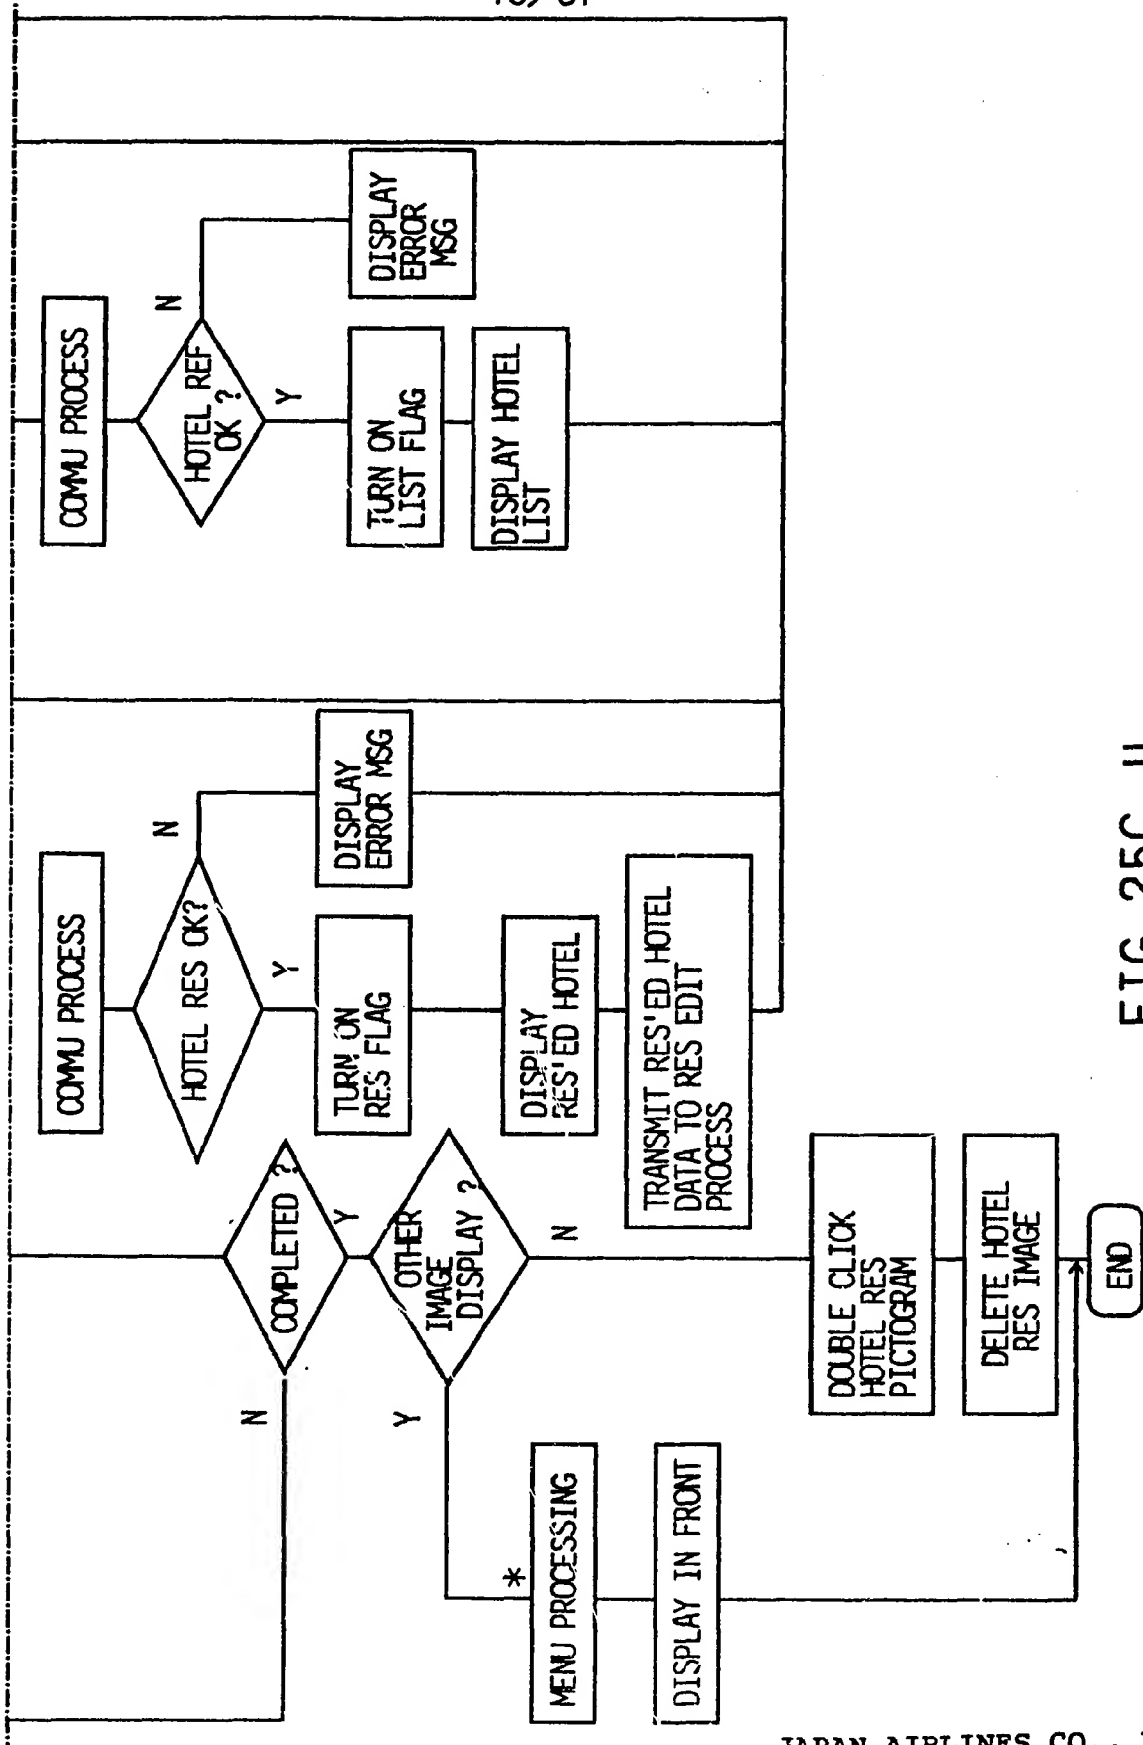 COMMU PROCESS
HOTEL REF
OK ?
N
Y
DISPLAY
ERROR
MSG
TURN ON
LIST FLAG
DISPLAY HOTEL
LIST
COMMU PROCESS
HOTEL RES OK?
N
Y
DISPLAY
ERROR MSG
TURN ON
RES FLAG
DISPLAY
RES'ED HOTEL
TRANSMIT RES'ED HOTEL
DATA TO RES EDIT
PROCESS
COMPLETED ?
N
Y
OTHER
IMAGE
DISPLAY ?
Y
N
*
MENU PROCESSING
DISPLAY IN FRONT
DOUBLE CLICK
HOTEL RES
PICTOGRAM
DELETE HOTEL
RES IMAGE
END
FIG 25C
JAPAN AIRLINES CO.,